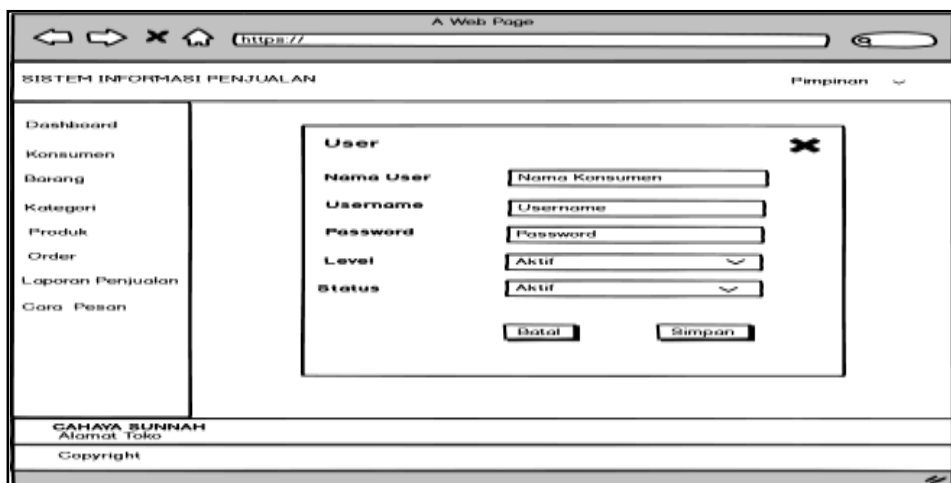 A Web Page
https://
SISTEM INFORMASI PENJUALAN
Pimpinan
Dashboard
Konsumen
Barang
Kategori
Produk
Order
Laporan Penjualan
Cara Pesan
User
Nama User
Nama Konsumen
Username
Username
Password
Password
Level
Aktif
Status
Aktif
Batal
Simpan
CAHAYA SUNNAH
Alamat Toko
Copyright